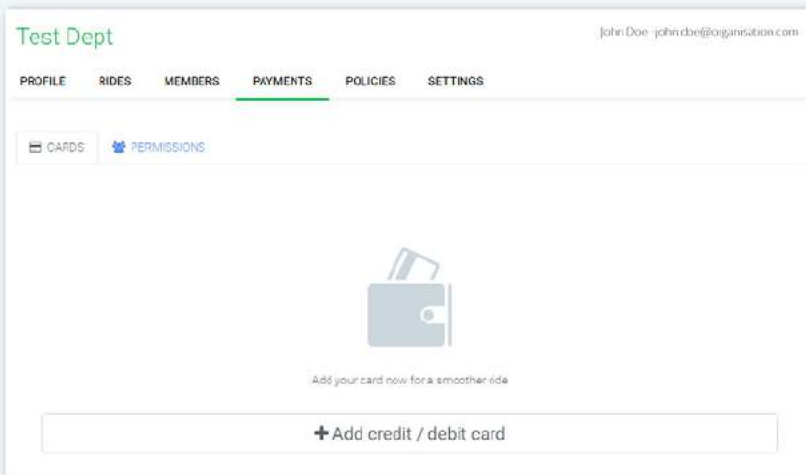 Test Dept
John Doe - john.doe@organisation.com
PROFILE RIDES MEMBERS PAYMENTS POLICIES SETTINGS
CARDS PERMISSIONS
Add your card now for a smoother ride
+ Add credit / debit card